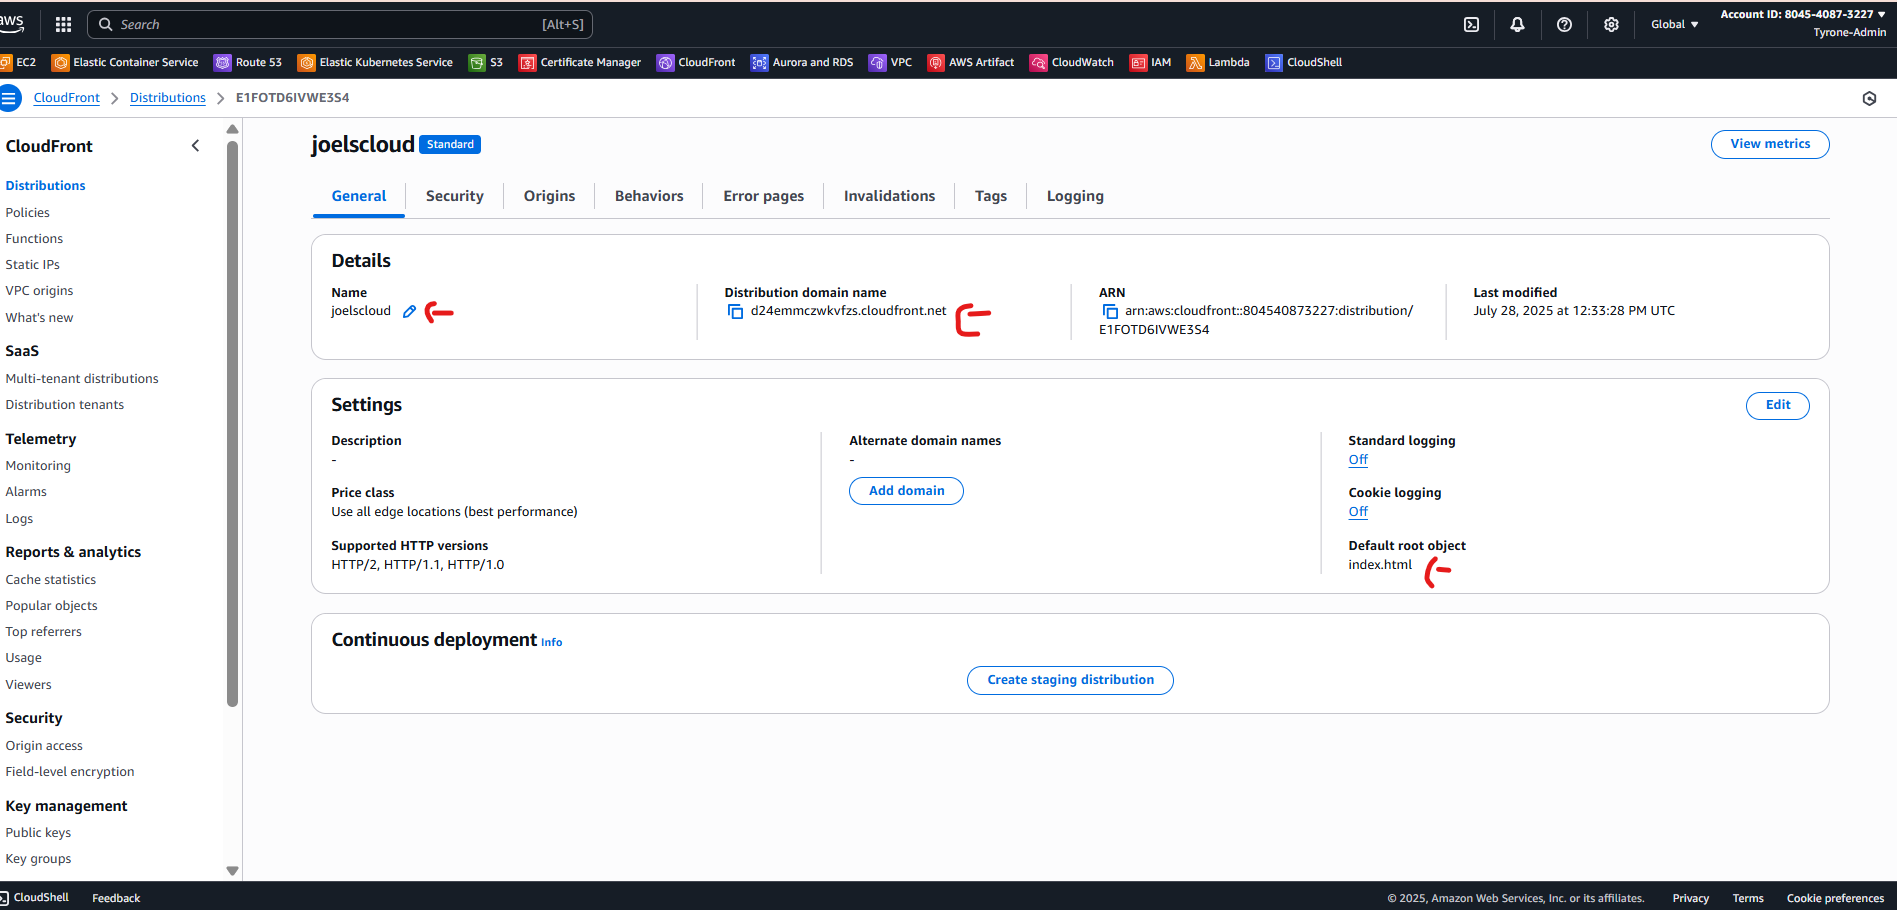 aws
Search [Alt+S]
Global
Account ID: 8045-4087-3227
Tyrone-Admin
EC2 Elastic Container Service Route 53 Elastic Kubernetes Service S3 Certificate Manager CloudFront Aurora and RDS VPC AWS Artifact CloudWatch IAM Lambda CloudShell
CloudFront > Distributions > E1FOTD6IVWE3S4
CloudFront
Distributions
Policies
Functions
Static IPs
VPC origins
What's new
SaaS
Multi-tenant distributions
Distribution tenants
Telemetry
Monitoring
Alarms
Logs
Reports & analytics
Cache statistics
Popular objects
Top referrers
Usage
Viewers
Security
Origin access
Field-level encryption
Key management
Public keys
Key groups
joelscloud Standard
View metrics
General Security Origins Behaviors Error pages Invalidations Tags Logging
Details
Name
joelscloud
Distribution domain name
d24emmczwkvfzs.cloudfront.net
ARN
arn:aws:cloudfront::804540873227:distribution/
E1FOTD6IVWE3S4
Last modified
July 28, 2025 at 12:33:28 PM UTC
Settings
Edit
Description
-
Price class
Use all edge locations (best performance)
Supported HTTP versions
HTTP/2, HTTP/1.1, HTTP/1.0
Alternate domain names
-
Add domain
Standard logging
Off
Cookie logging
Off
Default root object
index.html
Continuous deployment Info
Create staging distribution
CloudShell Feedback
© 2025, Amazon Web Services, Inc. or its affiliates. Privacy Terms Cookie preferences